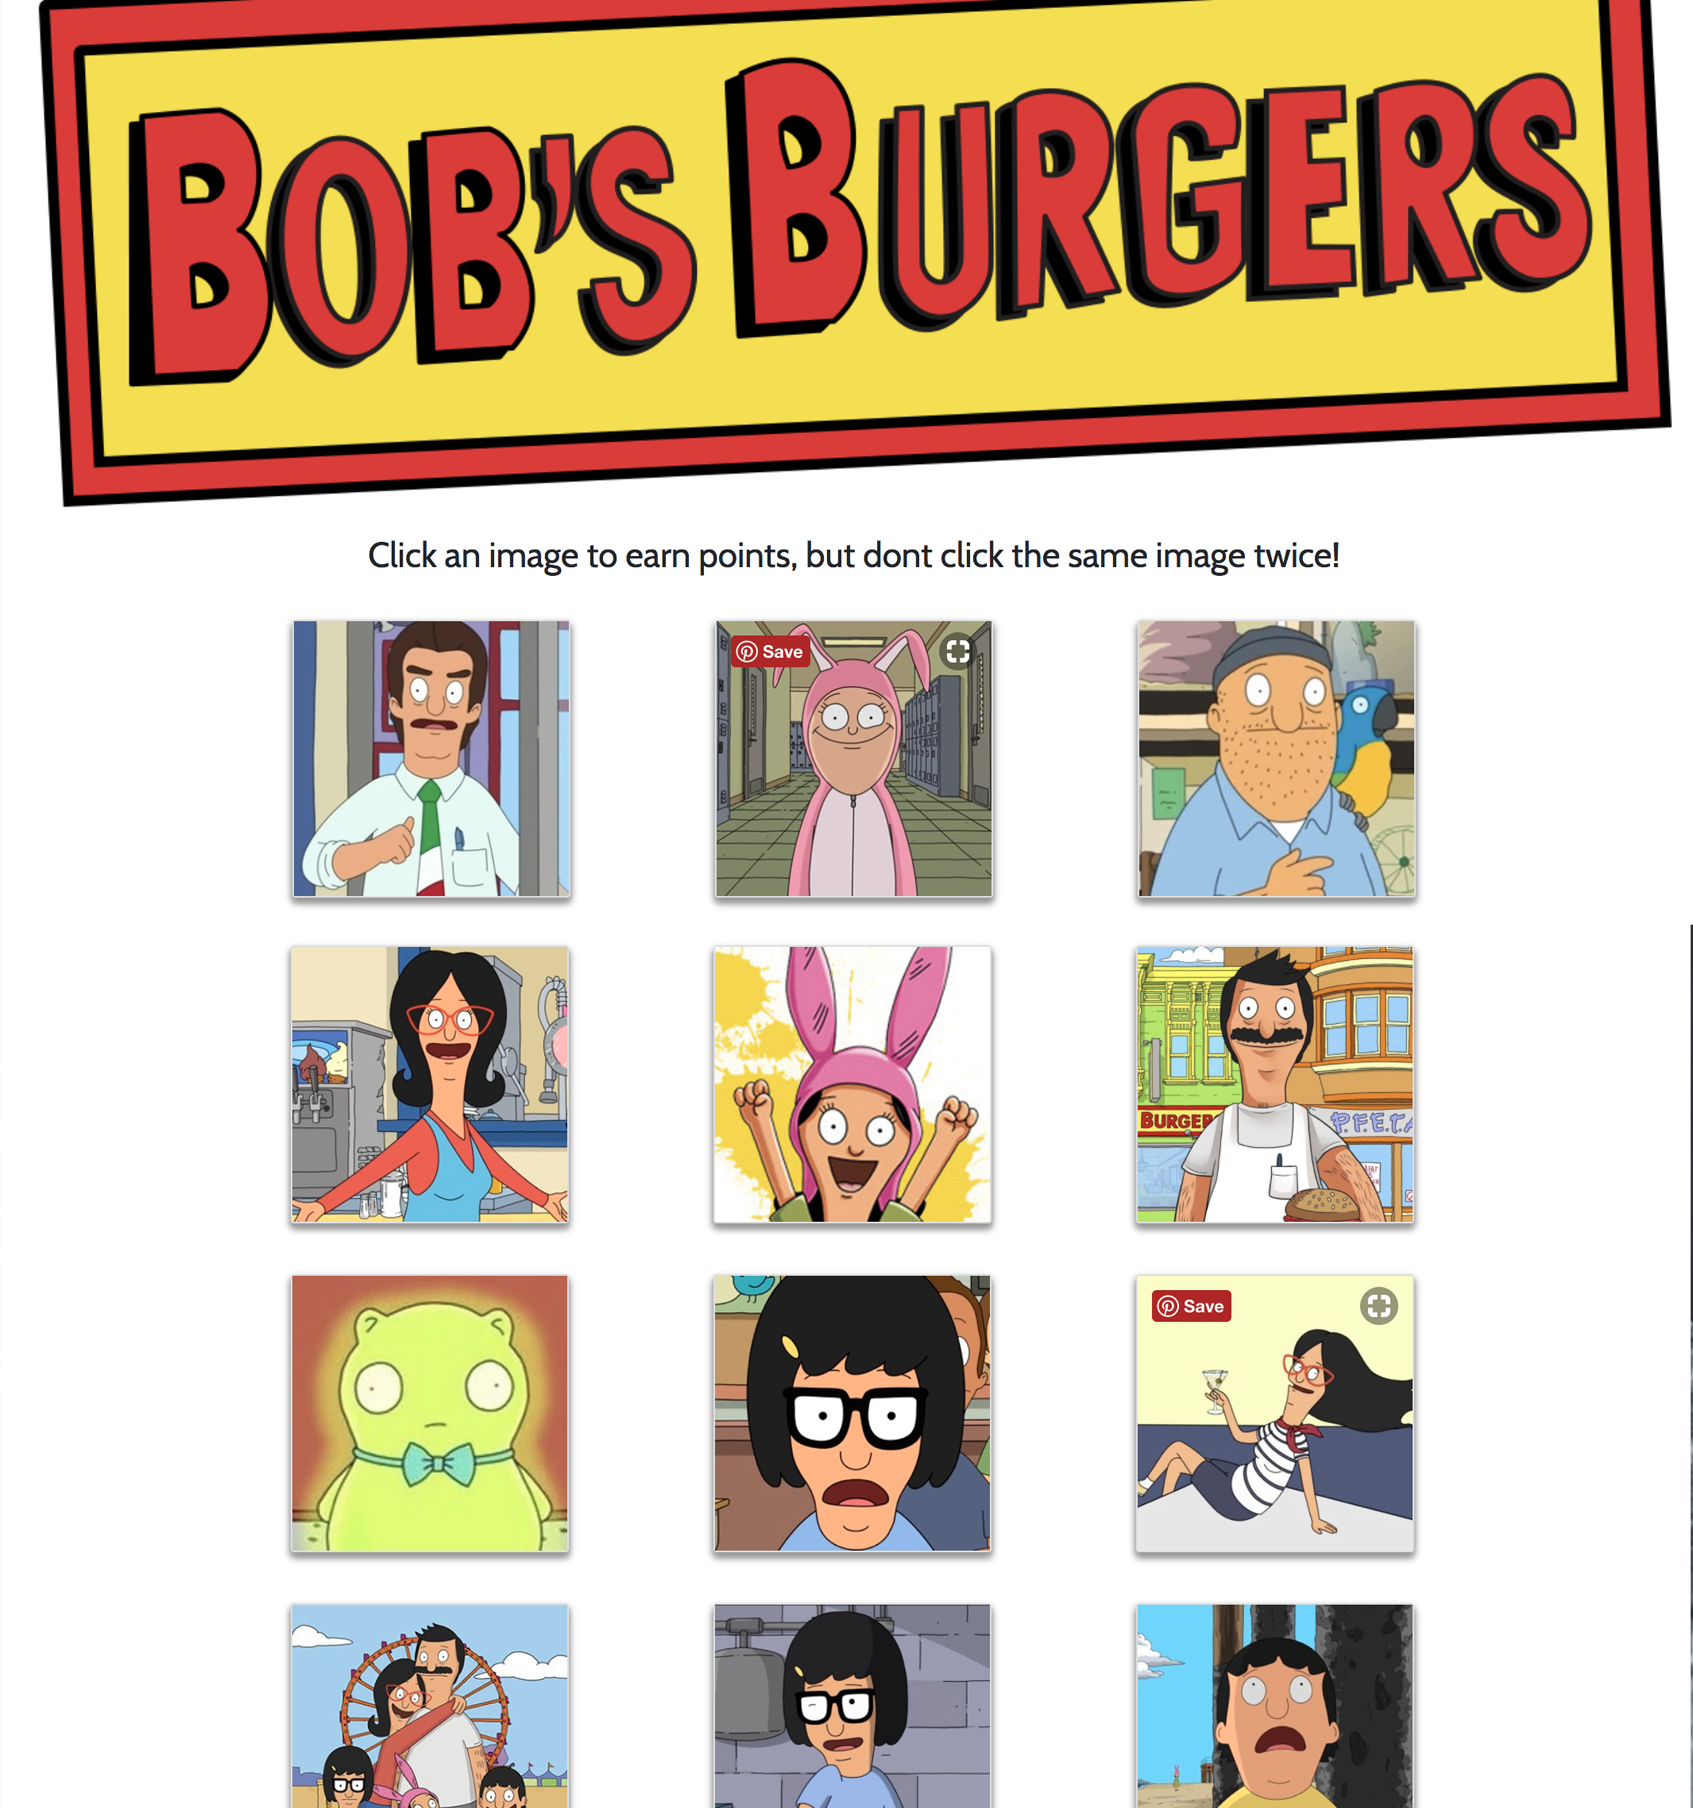 BOB'S BURGERS
Click an image to earn points, but dont click the same image twice!
Save
BURGER
P.F.E.T.A
Save